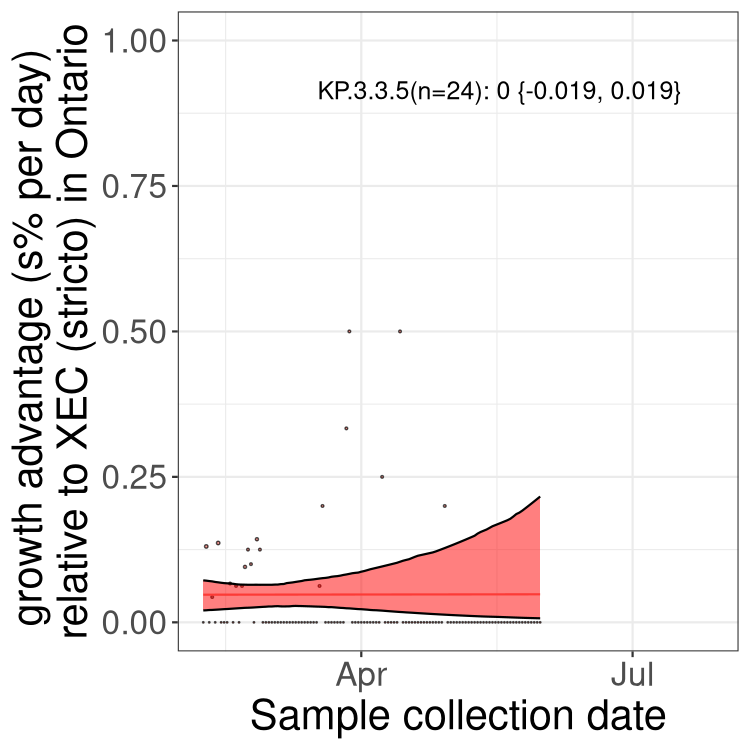 growth advantage (s% per day)
relative to XEC (stricto) in Ontario
1.00
0.75
0.50
0.25
0.00
KP.3.3.5(n=24): 0 {-0.019, 0.019}
Apr
Jul
Sample collection date